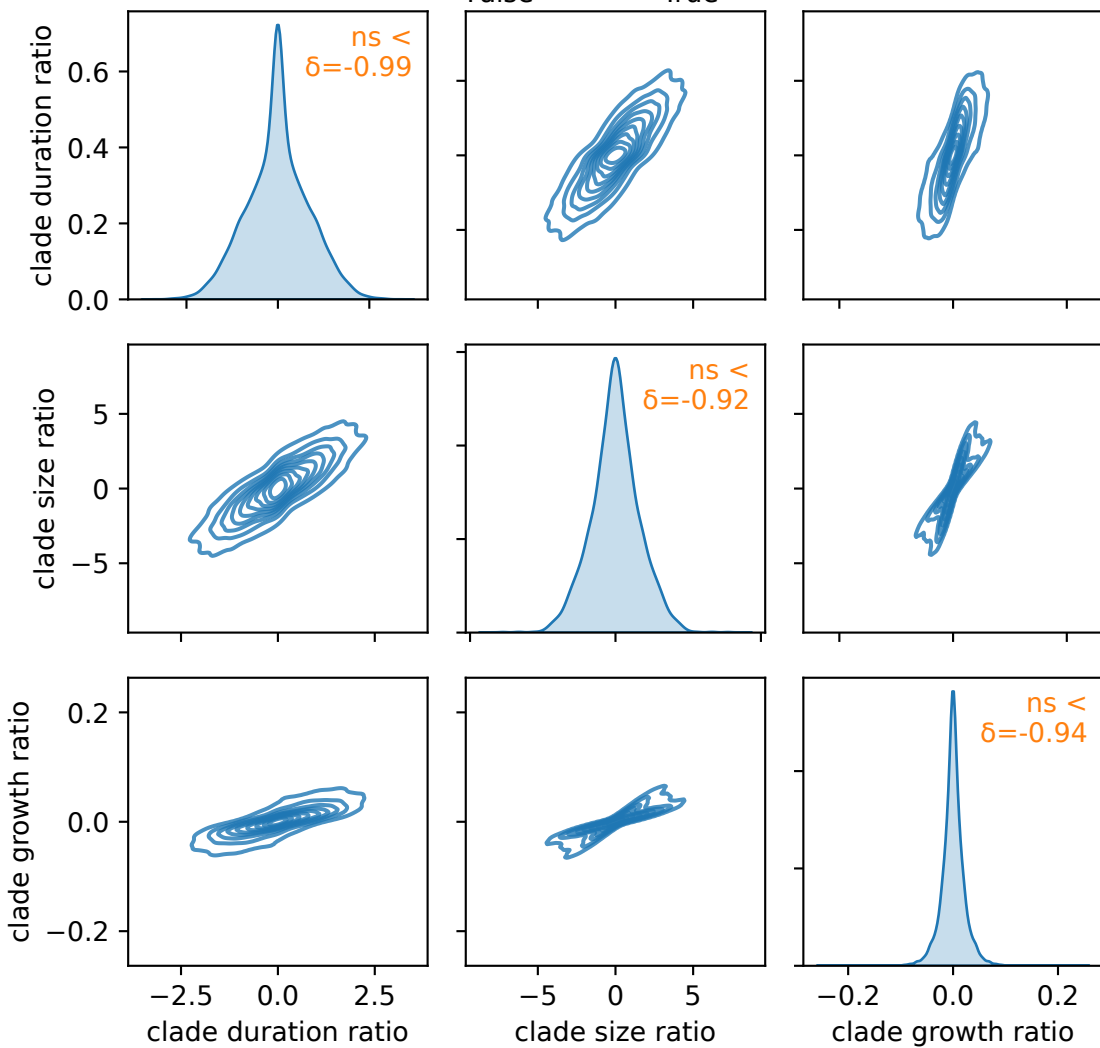 clade duration ratio
0.6
0.4
0.2
0.0
ns <
δ=-0.99
clade size ratio
5
0
−5
ns <
δ=-0.92
clade growth ratio
0.2
0.0
−0.2
ns <
δ=-0.94
−2.5 0.0 2.5
−5 0 5
−0.2 0.0 0.2
clade duration ratio
clade size ratio
clade growth ratio